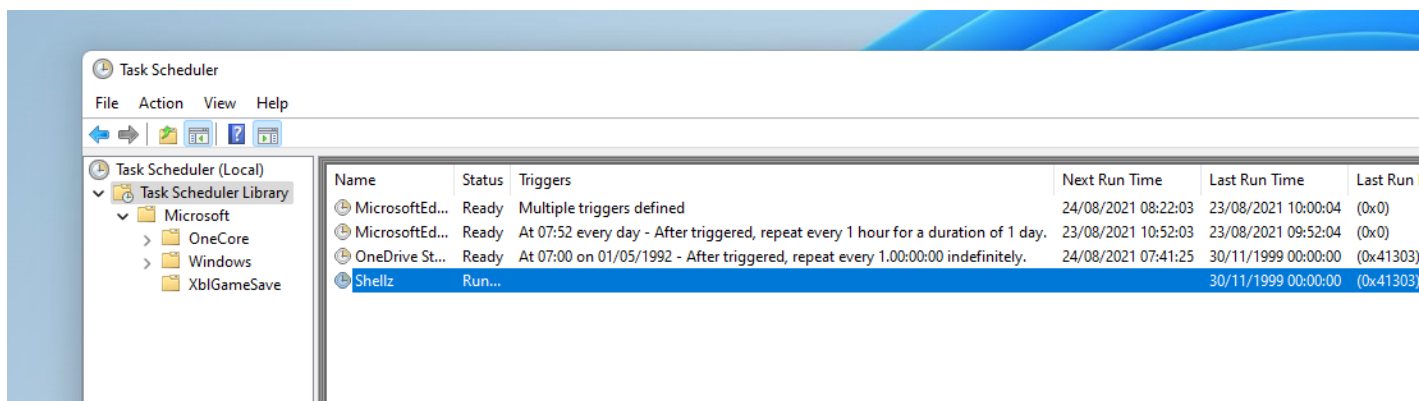 Task Scheduler
File Action View Help
Task Scheduler (Local)
Task Scheduler Library
Microsoft
OneCore
Windows
XblGameSave
Name Status Triggers Next Run Time Last Run Time Last Run
MicrosoftEd... Ready Multiple triggers defined 24/08/2021 08:22:03 23/08/2021 10:00:04 (0x0)
MicrosoftEd... Ready At 07:52 every day - After triggered, repeat every 1 hour for a duration of 1 day. 23/08/2021 10:52:03 23/08/2021 09:52:04 (0x0)
OneDrive St... Ready At 07:00 on 01/05/1992 - After triggered, repeat every 1.00:00:00 indefinitely. 24/08/2021 07:41:25 30/11/1999 00:00:00 (0x41303)
Shellz Run... 30/11/1999 00:00:00 (0x41303)